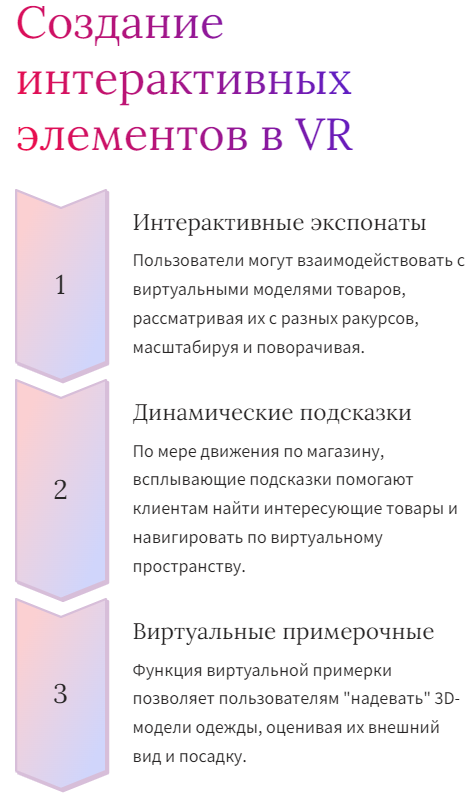 Создание
интерактивных
элементов в VR
1
Интерактивные экспонаты
Пользователи могут взаимодействовать с
виртуальными моделями товаров,
рассматривая их с разных ракурсов,
масштабируя и поворачивая.
2
Динамические подсказки
По мере движения по магазину,
всплывающие подсказки помогают
клиентам найти интересующие товары и
навигировать по виртуальному
пространству.
3
Виртуальные примерочные
Функция виртуальной примерки
позволяет пользователям "надевать" 3D-
модели одежды, оценивая их внешний
вид и посадку.